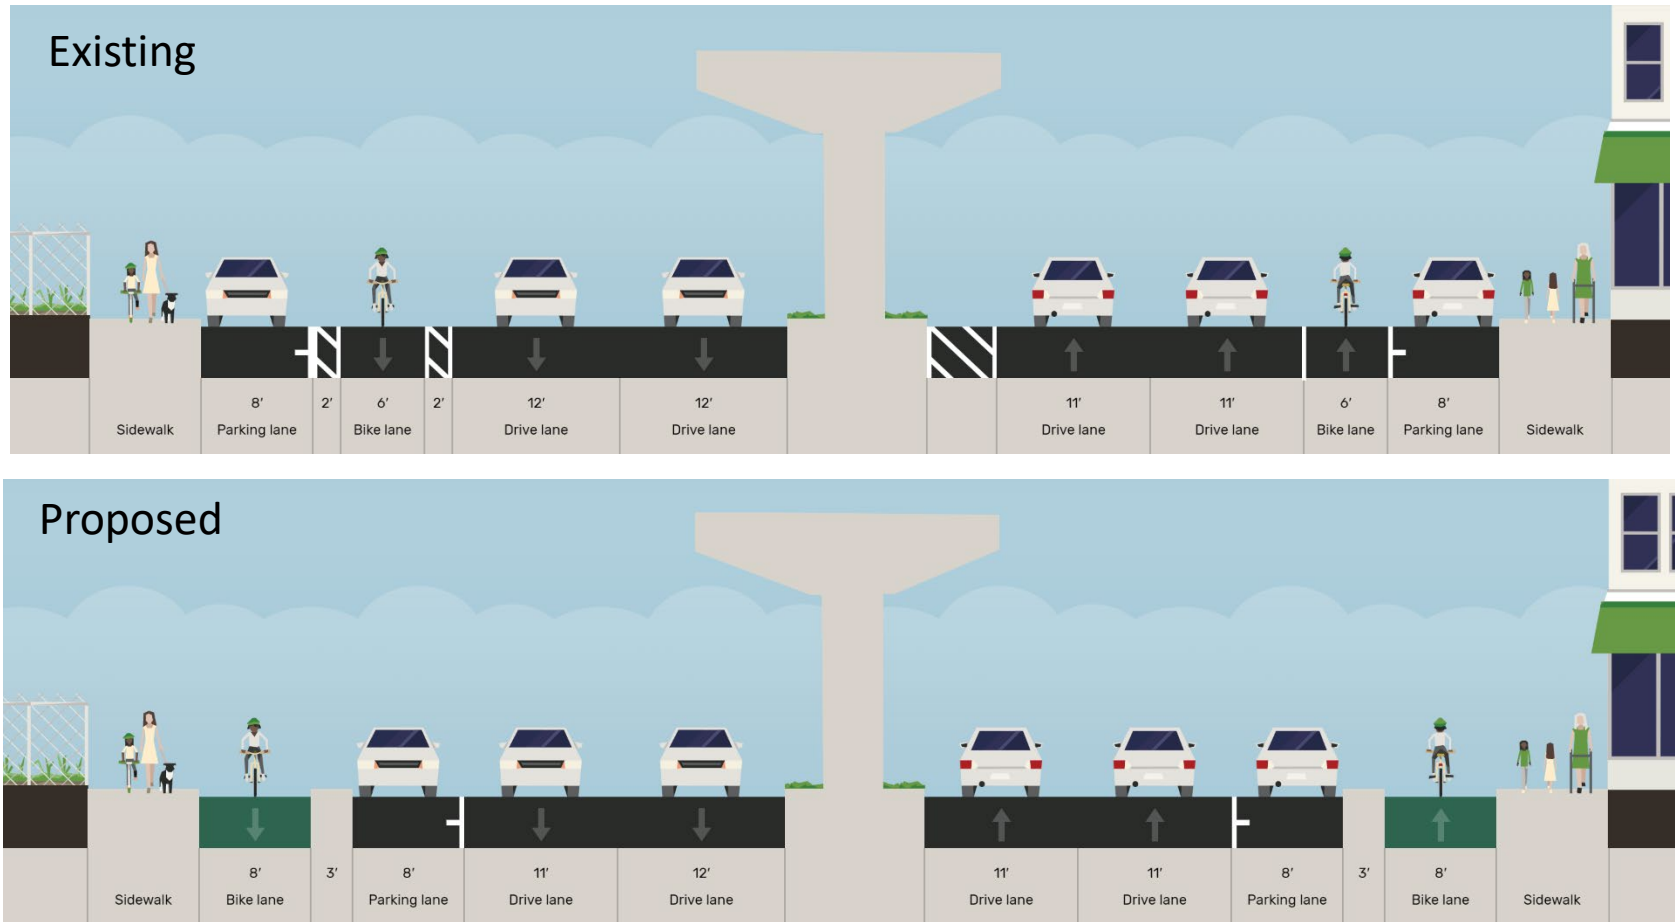 Existing
8' 2' 6' 2' 12' 12' 11' 11' 6' 8'
Sidewalk Parking lane Bike lane Drive lane Drive lane Drive lane Drive lane Bike lane Parking lane Sidewalk
Proposed
8' 3' 8' 11' 12' 11' 11' 8' 3' 8'
Sidewalk Bike lane Parking lane Drive lane Drive lane Drive lane Drive lane Parking lane Bike lane Sidewalk